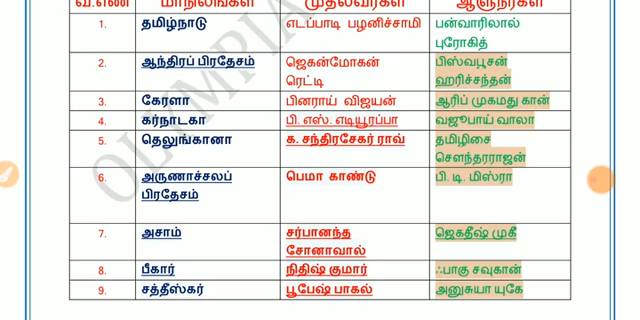 வ.எண் மாநிலங்கள் முதல்வர்கள் ஆளுநர்கள்
1. தமிழ்நாடு எடப்பாடி பழனிச்சாமி பன்வாரிலால்
புரோகித்
2. ஆந்திரப் பிரதேசம் ஜெகன்மோகன் பிஸ்வபூசன்
ரெட்டி ஹரிச்சந்தன்
3. கேரளா பினராய் விஜயன் ஆரிப் முகமது கான்
4. கர்நாடகா பி. எஸ். எடியூரப்பா வஜூபாய் வாலா
5. தெலுங்கானா க. சந்திரசேகர் ராவ் தமிழிசை
சௌந்தரராஜன்
6. அருணாச்சலப் பெமா காண்டு பி. டி. மிஸ்ரா
பிரதேசம்
7. அசாம் சர்பானந்த ஜெகதீஷ் முகீ
சோனாவால்
8. பீகார் நிதிஷ் குமார் ஃபாகு சவுகான்
9. சத்தீஸ்கர் பூபேஷ் பாகல் அனுசுயா யுகே
OLYMPIA